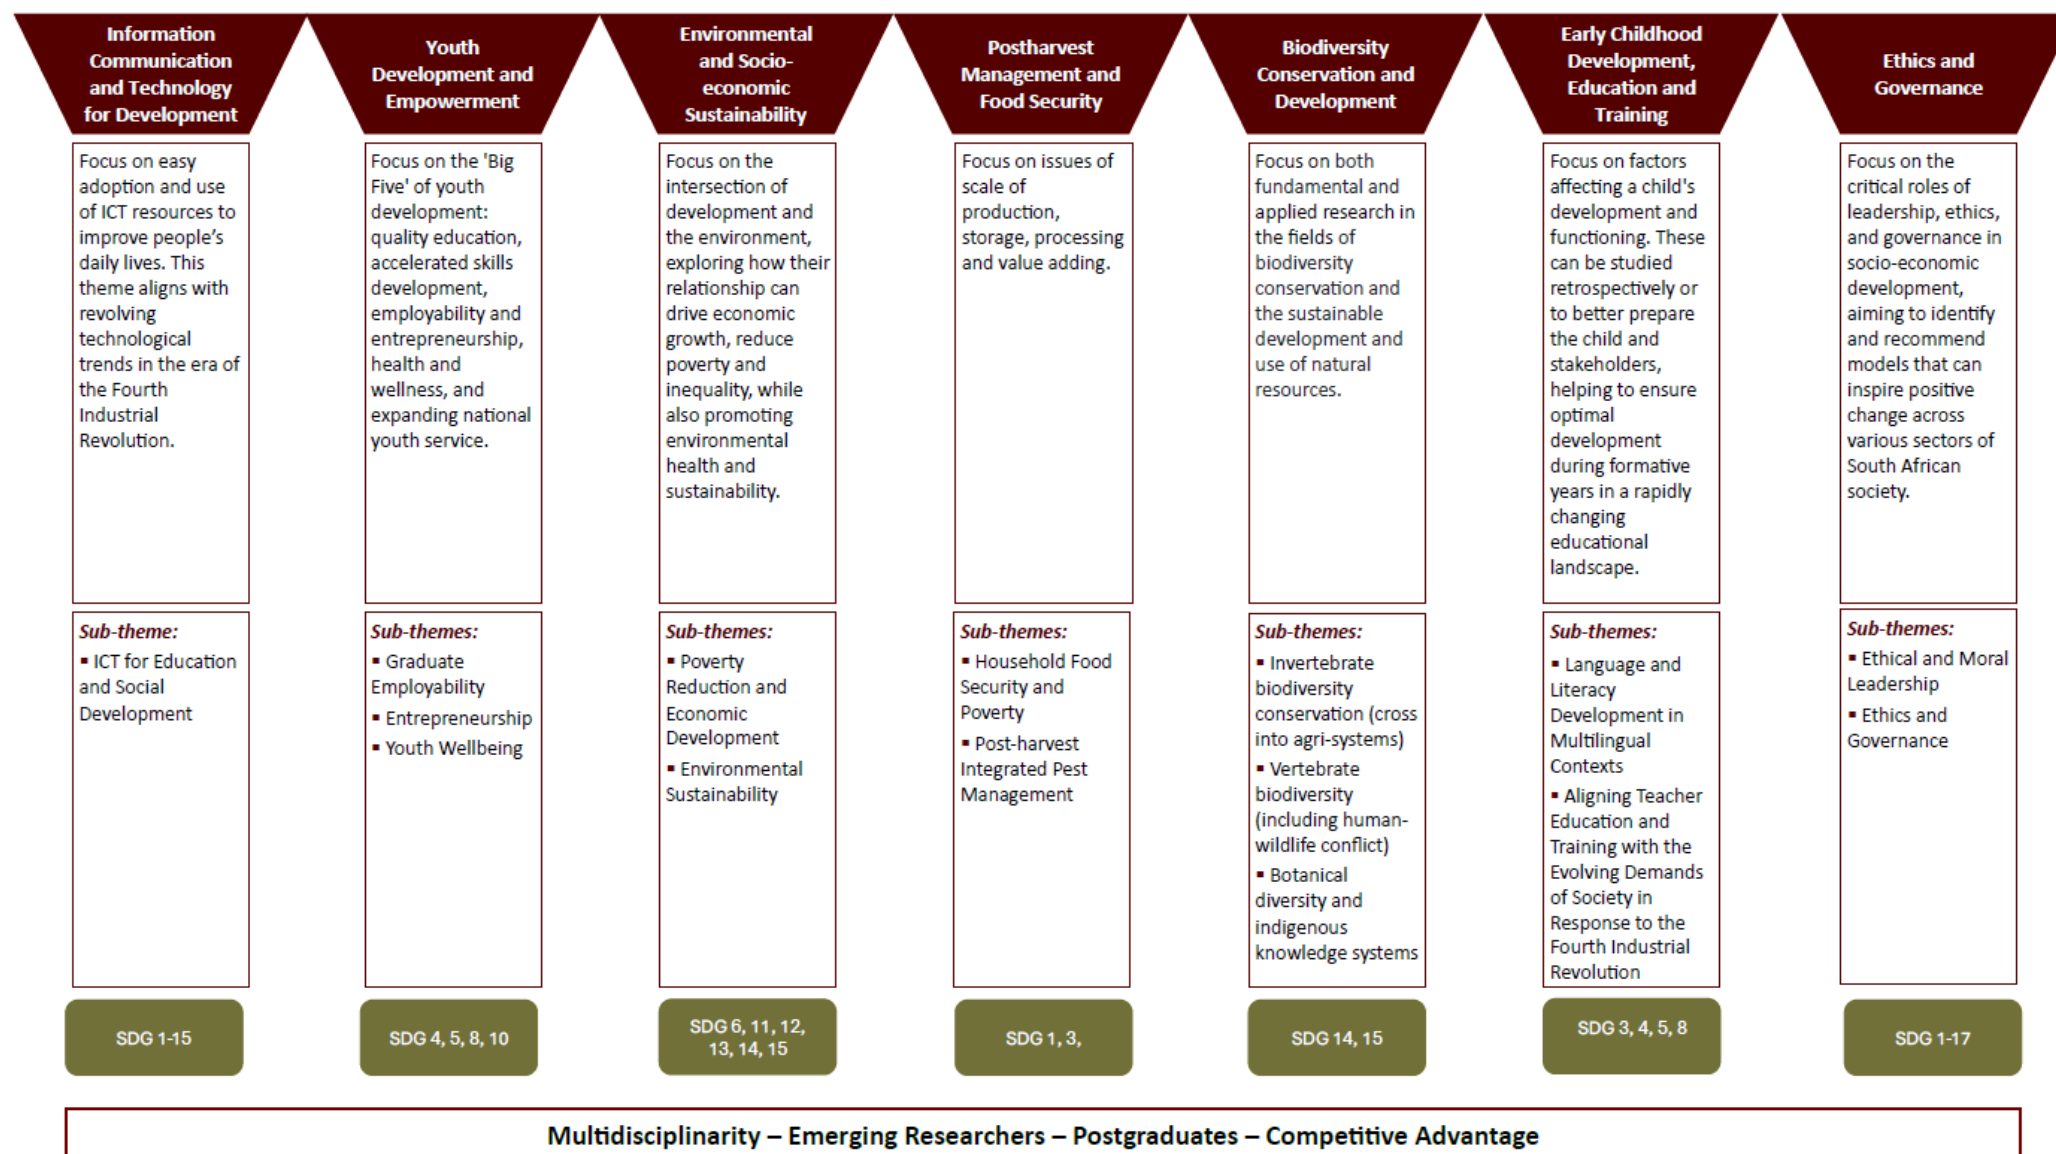 Information
Communication
and Technology
for Development
Focus on easy
adoption and use
of ICT resources to
improve people’s
daily lives. This
theme aligns with
revolving
technological
trends in the era of
the Fourth
Industrial
Revolution.
Sub-theme:
▪ ICT for Education
and Social
Development
SDG 1-15
Youth
Development and
Empowerment
Focus on the 'Big
Five' of youth
development:
quality education,
accelerated skills
development,
employability and
entrepreneurship,
health and
wellness, and
expanding national
youth service.
Sub-themes:
▪ Graduate
Employability
▪ Entrepreneurship
▪ Youth Wellbeing
SDG 4, 5, 8, 10
Environmental
and Socio-
economic
Sustainability
Focus on the
intersection of
development and
the environment,
exploring how their
relationship can
drive economic
growth, reduce
poverty and
inequality, while
also promoting
environmental
health and
sustainability.
Sub-themes:
▪ Poverty
Reduction and
Economic
Development
▪ Environmental
Sustainability
SDG 6, 11, 12,
13, 14, 15
Postharvest
Management and
Food Security
Focus on issues of
scale of
production,
storage, processing
and value adding.
Sub-themes:
▪ Household Food
Security and
Poverty
▪ Post-harvest
Integrated Pest
Management
SDG 1, 3,
Biodiversity
Conservation and
Development
Focus on both
fundamental and
applied research in
the fields of
biodiversity
conservation and
the sustainable
development and
use of natural
resources.
Sub-themes:
▪ Invertebrate
biodiversity
conservation (cross
into agri-systems)
▪ Vertebrate
biodiversity
(including human-
wildlife conflict)
▪ Botanical
diversity and
indigenous
knowledge systems
SDG 14, 15
Early Childhood
Development,
Education and
Training
Focus on factors
affecting a child's
development and
functioning. These
can be studied
retrospectively or
to better prepare
the child and
stakeholders,
helping to ensure
optimal
development
during formative
years in a rapidly
changing
educational
landscape.
Sub-themes:
▪ Language and
Literacy
Development in
Multilingual
Contexts
▪ Aligning Teacher
Education and
Training with the
Evolving Demands
of Society in
Response to the
Fourth Industrial
Revolution
SDG 3, 4, 5, 8
Ethics and
Governance
Focus on the
critical roles of
leadership, ethics,
and governance in
socio-economic
development,
aiming to identify
and recommend
models that can
inspire positive
change across
various sectors of
South African
society.
Sub-themes:
▪ Ethical and Moral
Leadership
▪ Ethics and
Governance
SDG 1-17
Multidisciplinarity – Emerging Researchers – Postgraduates – Competitive Advantage